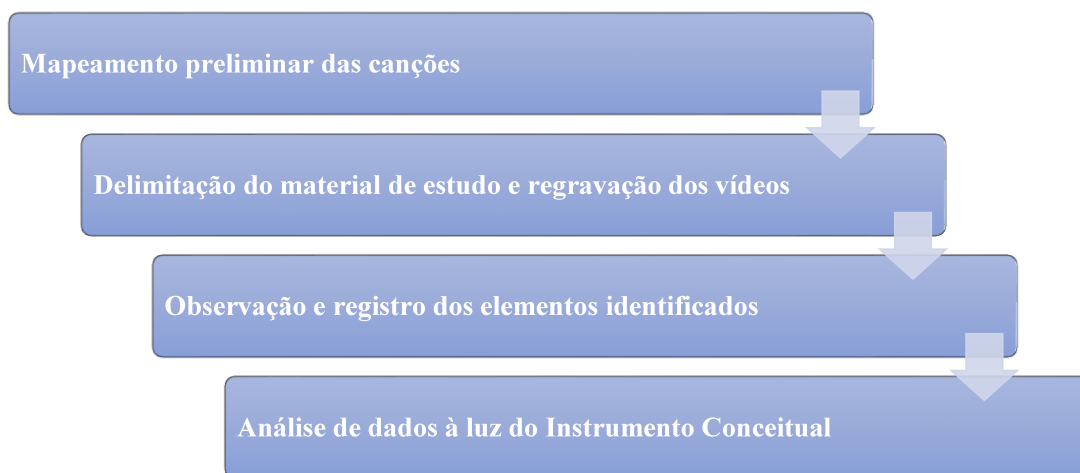 Mapeamento preliminar das canções
Delimitação do material de estudo e regravação dos vídeos
Observação e registro dos elementos identificados
Análise de dados à luz do Instrumento Conceitual